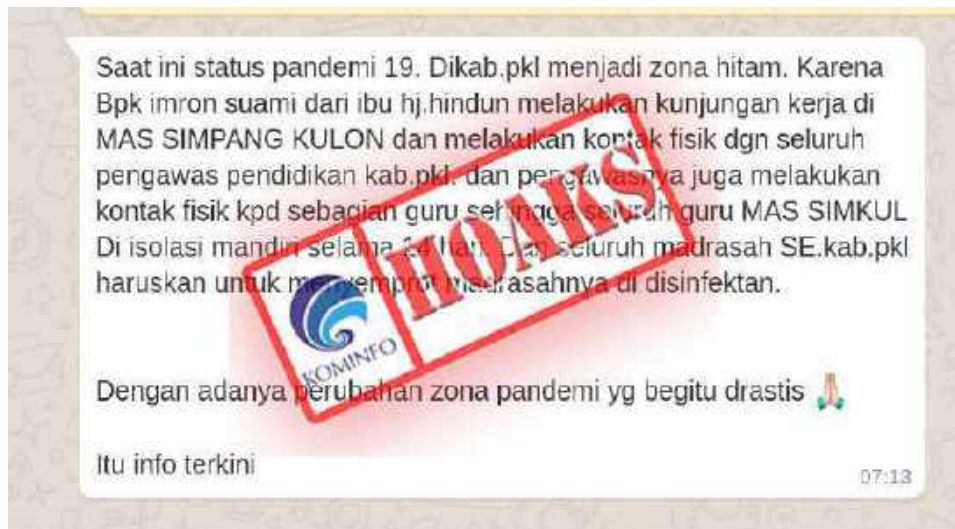 Saat ini status pandemi 19. Dikab.pkl menjadi zona hitam. Karena
Bpk imron suami dari ibu hj.hindun melakukan kunjungan kerja di
MAS SIMPANG KULON dan melakukan kontak fisik dgn seluruh
pengawas pendidikan kab.pkl. dan pengawasnya juga melakukan
kontak fisik kpd sebagian guru sehingga seluruh guru MAS SIMKUL
Di isolasi mandiri selama hari. Dan seluruh madrasah SE.kab.pkl
haruskan untuk menyemprot madrasahnya di disinfektan.
HOAKS
KOMINFO
Dengan adanya perubahan zona pandemi yg begitu drastis 🙏🏻
Itu info terkini
07:13